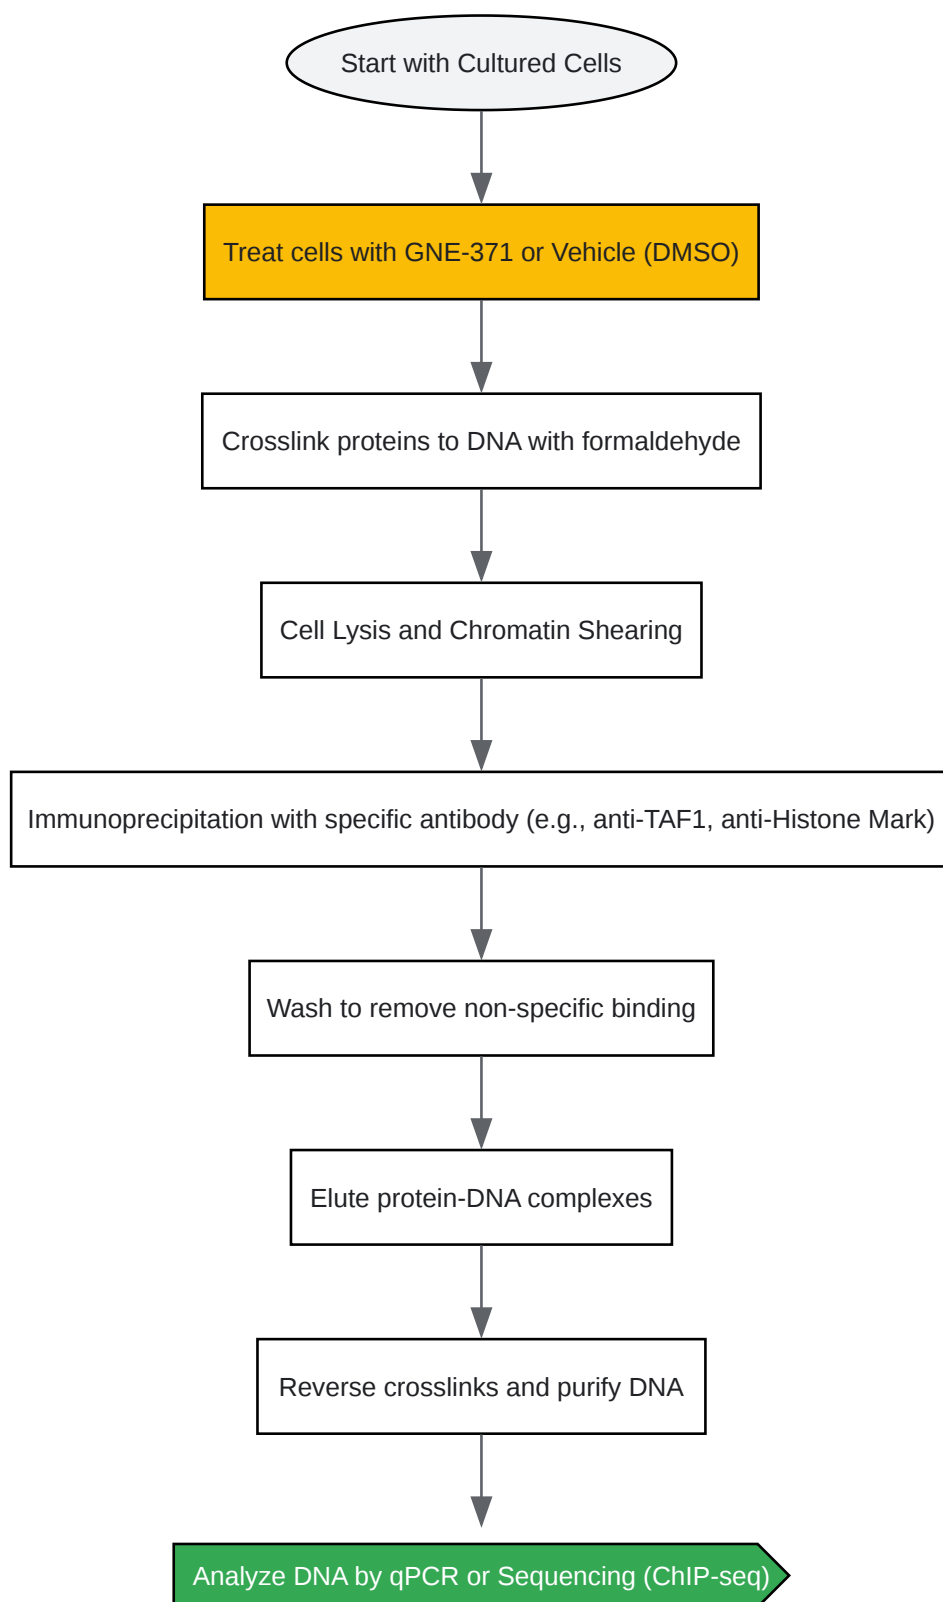 Start with Cultured Cells
Treat cells with GNE-371 or Vehicle (DMSO)
Crosslink proteins to DNA with formaldehyde
Cell Lysis and Chromatin Shearing
Immunoprecipitation with specific antibody (e.g., anti-TAF1, anti-Histone Mark)
Wash to remove non-specific binding
Elute protein-DNA complexes
Reverse crosslinks and purify DNA
Analyze DNA by qPCR or Sequencing (ChIP-seq)